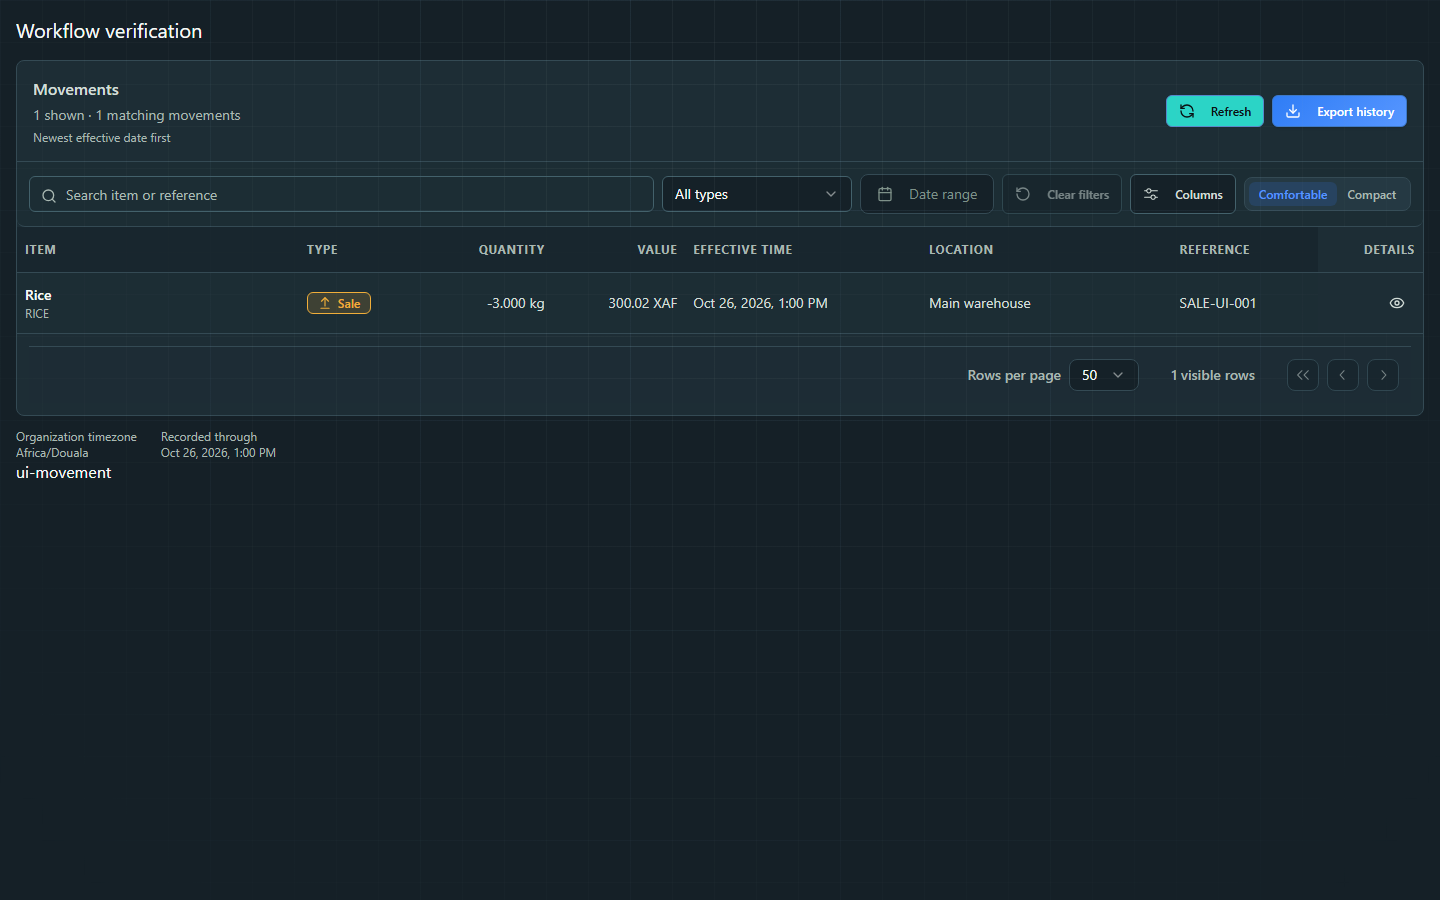 Workflow verification
Movements
1 shown · 1 matching movements
Newest effective date first
Refresh
Export history
Search item or reference
All types
Date range
Clear filters
Columns
Comfortable
Compact
ITEM TYPE QUANTITY VALUE EFFECTIVE TIME LOCATION REFERENCE DETAILS
Rice
RICE
Sale
-3.000 kg
300.02 XAF
Oct 26, 2026, 1:00 PM
Main warehouse
SALE-UI-001
Rows per page
50
1 visible rows
Organization timezone
Africa/Douala
Recorded through
Oct 26, 2026, 1:00 PM
ui-movement